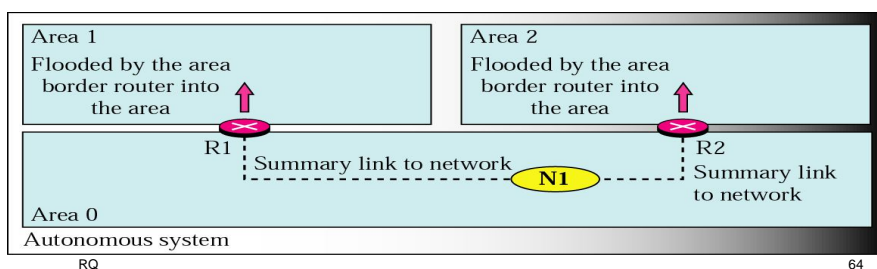 Area 1
Flooded by the area
border router into
the area
Area 2
Flooded by the area
border router into
the area
R1
R2
Summary link to network
N1
Summary link
to network
Area 0
Autonomous system
RQ
64